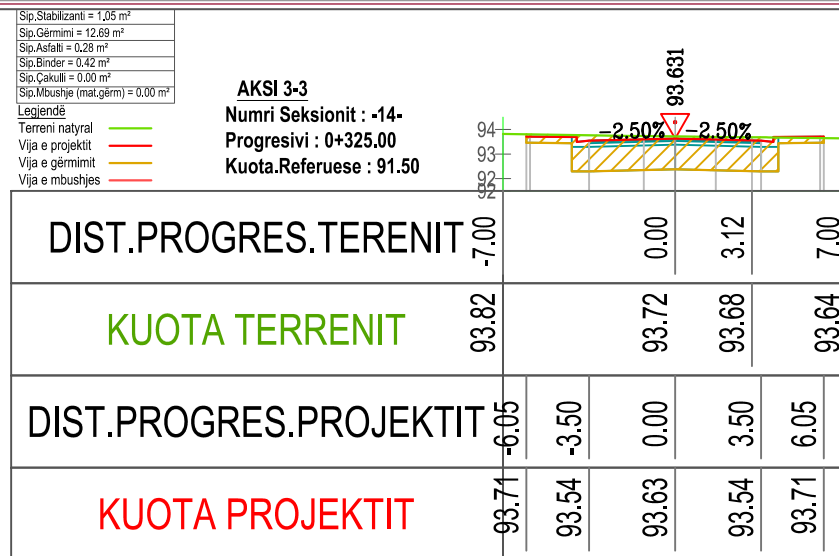 Sip.Stabilizanti = 1.05 m²
Sip.Gërmimi = 12.69 m²
Sip.Asfalti = 0.28 m²
Sip.Binder = 0.42 m²
Sip.Çakulli = 0.00 m²
Sip.Mbushje (mat.gërm) = 0.00 m²
Legjendë
Terreni natyral
Vija e projektit
Vija e gërmimit
Vija e mbushjes
AKSI 3-3
Numri Seksionit : -14-
Progresivi : 0+325.00
Kuota.Referuese : 91.50
93.631
-2.50% -2.50%
94
93
92
92
DIST.PROGRES.TERENIT -7.00 0.00 3.12 7.00
KUOTA TERRENIT 93.82 93.72 93.68 93.64
DIST.PROGRES.PROJEKTIT -6.05 -3.50 0.00 3.50 6.05
KUOTA PROJEKTIT 93.71 93.54 93.63 93.54 93.71